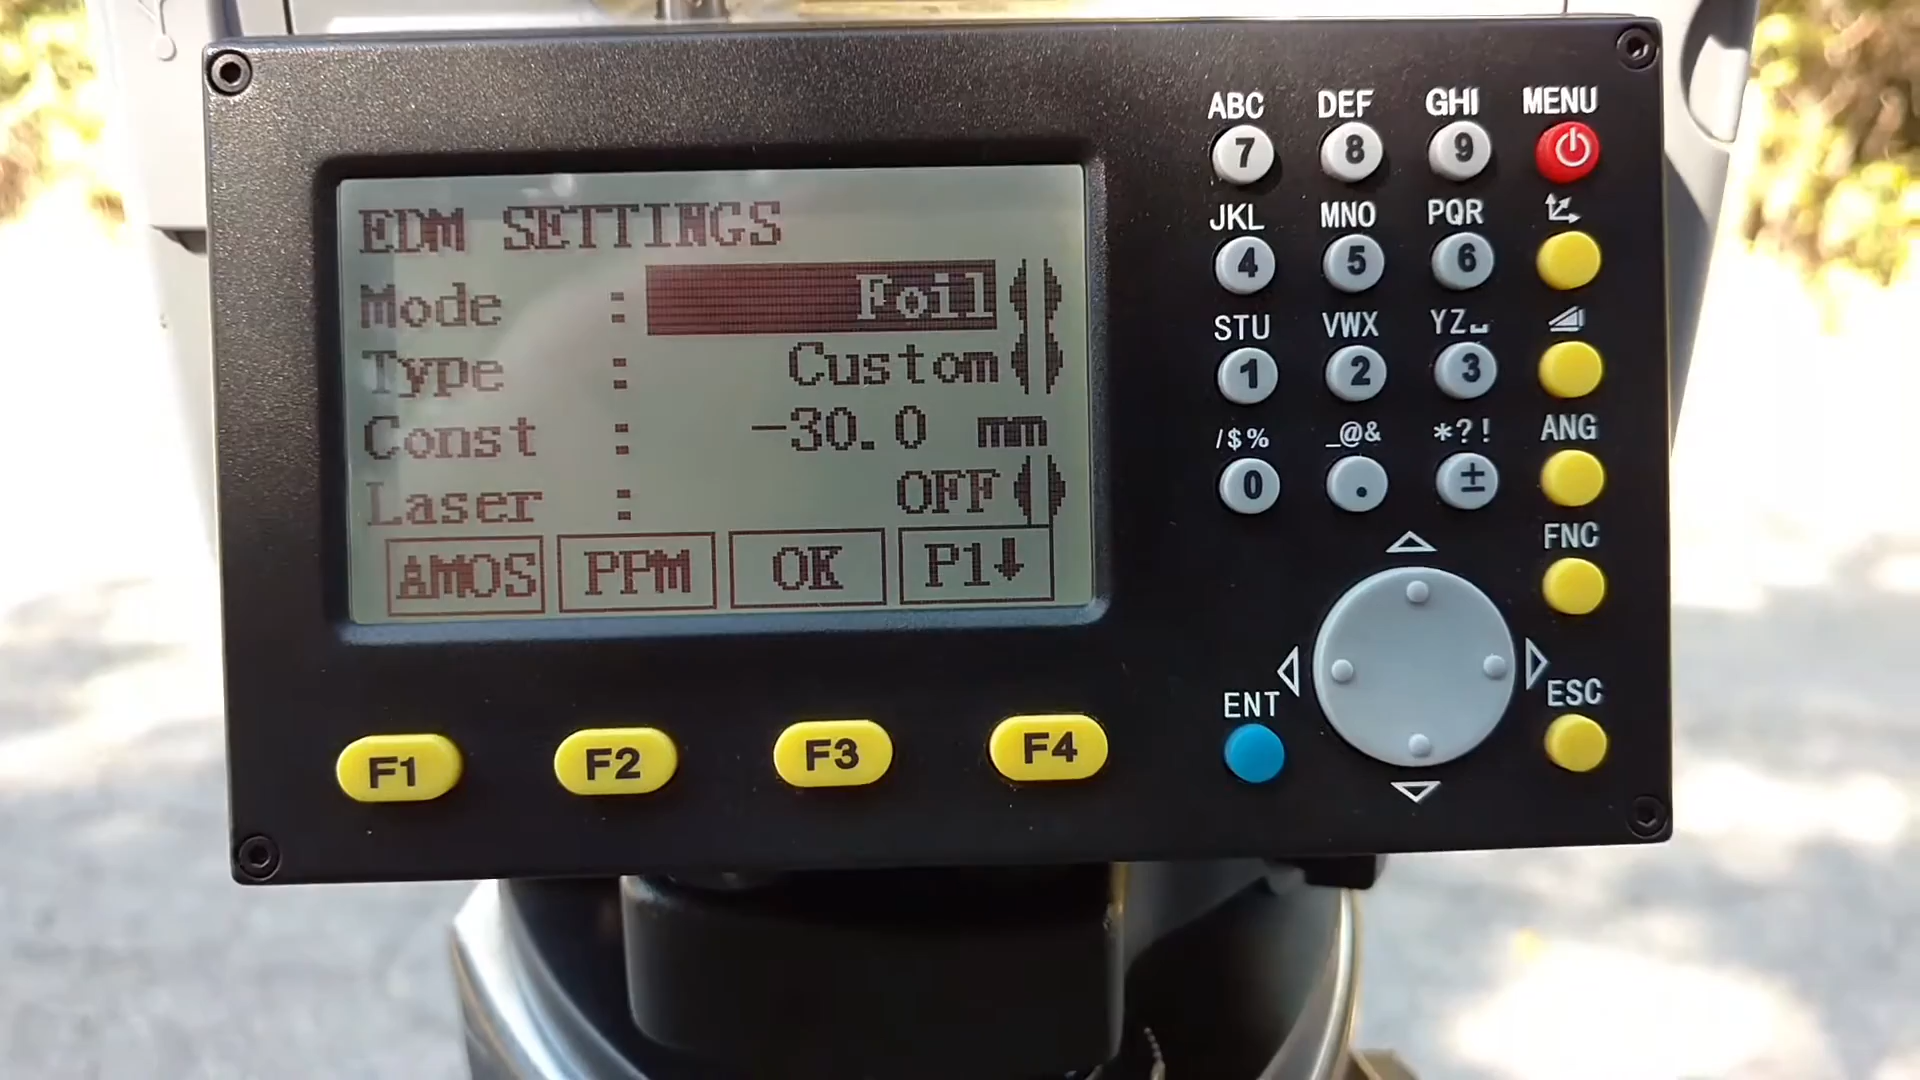 EDM SETTINGS
Mode : Foil
Type : Custom
Const : -30.0 mm
Laser : OFF
AMOS PPM OK P1↓
F1 F2 F3 F4
ABC DEF GHI MENU
7 8 9
JKL MNO PQR
4 5 6
STU VWX YZ␣
1 2 3
/$% _@& *?! ANG
0 . ±
FNC
ENT ESC